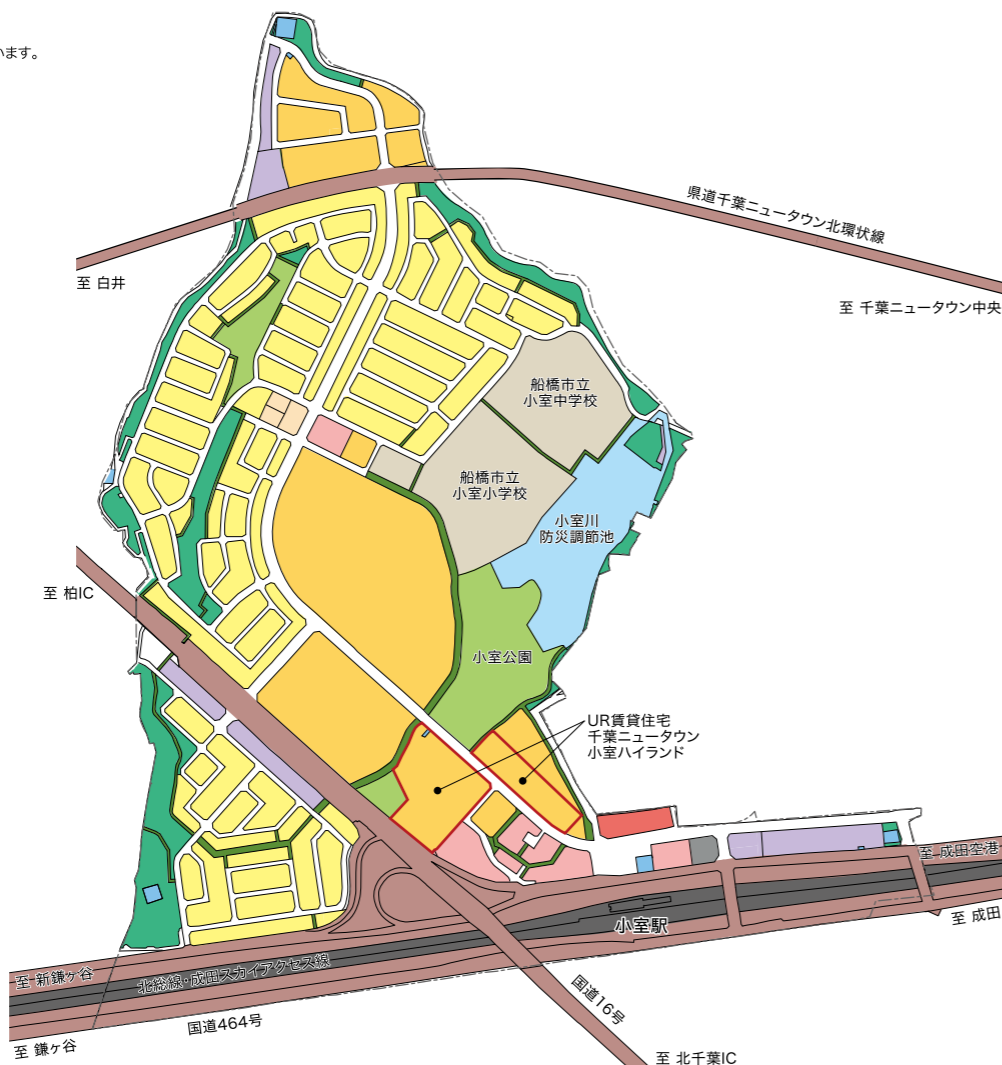 います。
県道千葉ニュータウン北環状線
至 白井
至 千葉ニュータウン中央
船橋市立
小室中学校
船橋市立
小室小学校
小室川
防災調節池
至 柏IC
小室公園
UR賃貸住宅
千葉ニュータウン
小室ハイランド
至 成田空港
至 成田
小室駅
至 新鎌ヶ谷
北総線・成田スカイアクセス線
国道16号
国道464号
至 鎌ヶ谷
至 北千葉IC